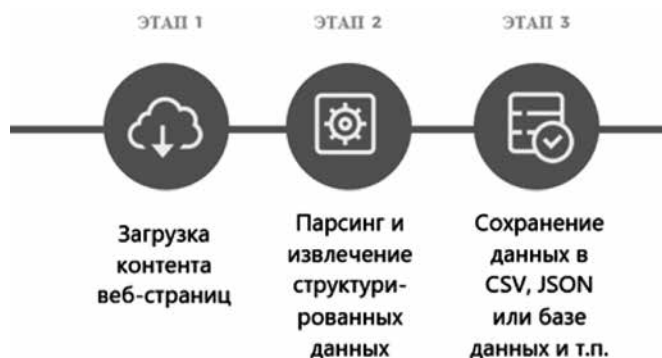 ЭТАП 1
ЭТАП 2
ЭТАП 3
Загрузка
контента
веб-страниц
Парсинг и
извлечение
структури-
рованных
данных
Сохранение
данных в
CSV, JSON
или базе
данных и т.п.